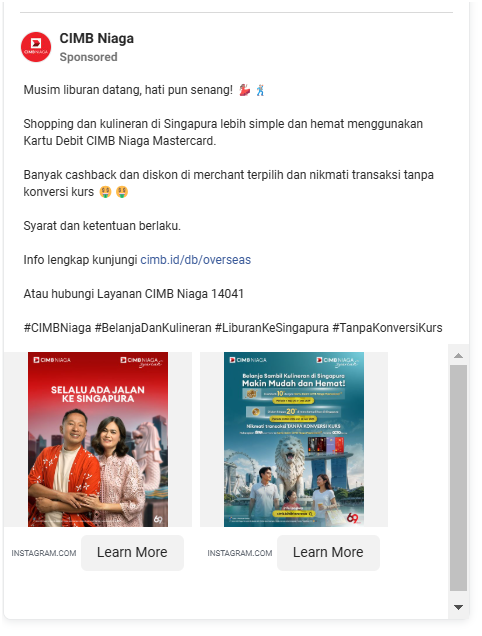 CIMB Niaga
Sponsored
Musim liburan datang, hati pun senang! 💃🕺
Shopping dan kulineran di Singapura lebih simple dan hemat menggunakan
Kartu Debit CIMB Niaga Mastercard.
Banyak cashback dan diskon di merchant terpilih dan nikmati transaksi tanpa
konversi kurs 🤑🤑
Syarat dan ketentuan berlaku.
Info lengkap kunjungi cimb.id/db/overseas
Atau hubungi Layanan CIMB Niaga 14041
#CIMBNiaga #BelanjaDanKulineran #LiburanKeSingapura #TanpaKonversiKurs
CIMB NIAGA
CIMB NIAGA syariah
SELALU ADA JALAN
KE SINGAPURA
69
CIMB NIAGA
CIMB NIAGA syariah
Belanja Sambil Kulineran di Singapura
Makin Mudah dan Hemat!
10
20
Nikmati transaksi TANPA KONVERSI KURS
69
INSTAGRAM.COM
Learn More
INSTAGRAM.COM
Learn More